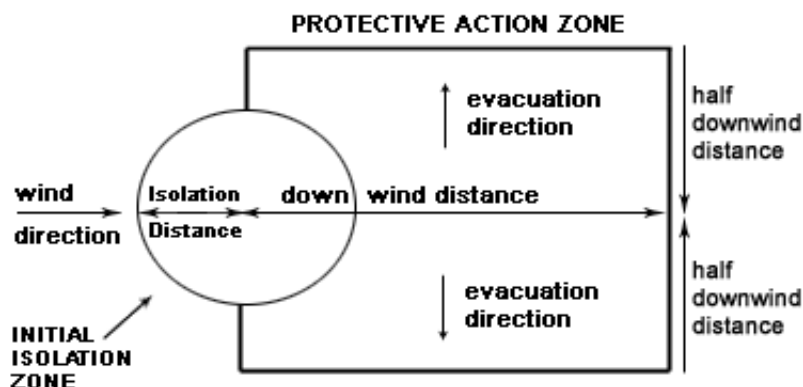 PROTECTIVE ACTION ZONE
evacuation
direction
half
downwind
distance
wind
direction
Isolation
Distance
down wind distance
evacuation
direction
half
downwind
distance
INITIAL
ISOLATION
ZONE